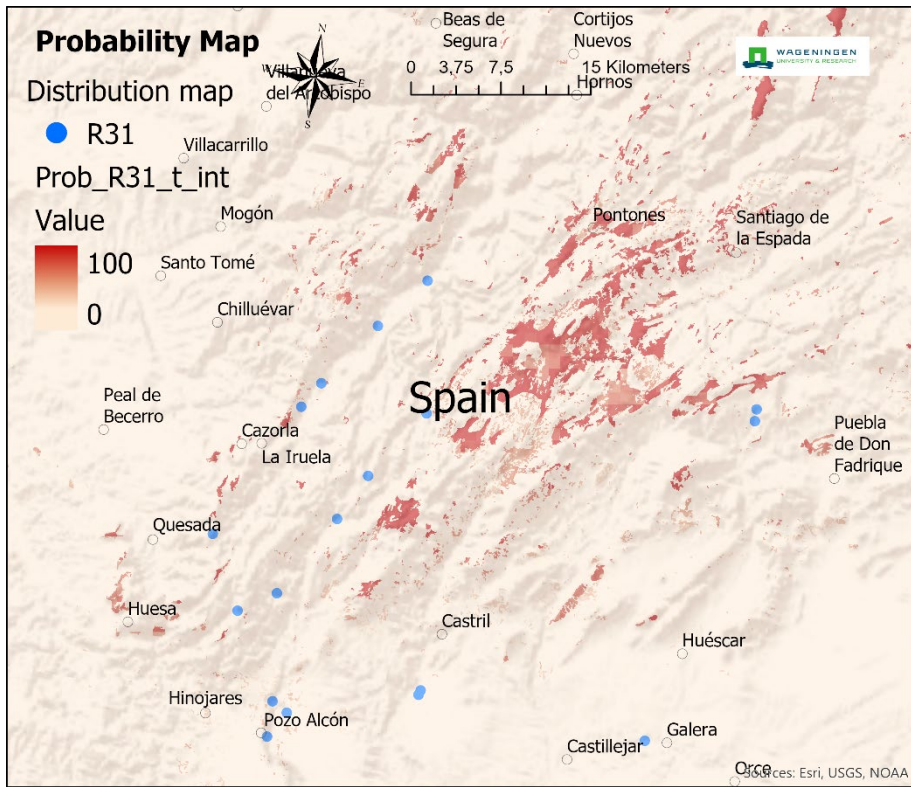 Probability Map
Distribution map
R31
Prob_R31_t_int
Value
100
0
N
W
E
S
Beas de
Segura
Cortijos
Nuevos
0 3,75 7,5 15 Kilometers
Hornos
WAGENINGEN
UNIVERSITY & RESEARCH
Villanueva
del Arzobispo
Villacarrillo
Mogón
Pontones
Santiago de
la Espada
Santo Tomé
Chilluévar
Spain
Peal de
Becerro
Cazorla
La Iruela
Puebla
de Don
Fadrique
Quesada
Huesa
Castril
Huéscar
Hinojares
Pozo Alcón
Castillejar
Galera
Orce
Sources: Esri, USGS, NOAA